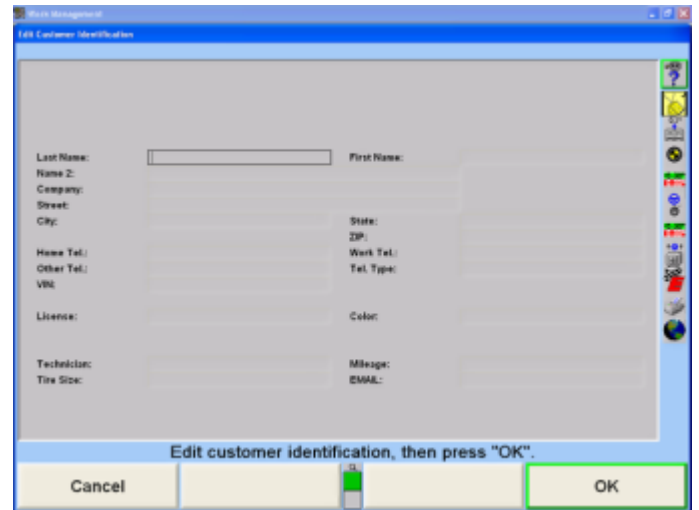 Work Management
Edit Customer Identification
Last Name: First Name:
Name 2:
Company:
Street:
City: State:
ZIP:
Home Tel.: Work Tel.:
Other Tel.: Tel. Type:
VIN:
License: Color:
Technician: Mileage:
Tire Size: EMAIL:
Edit customer identification, then press "OK".
Cancel OK